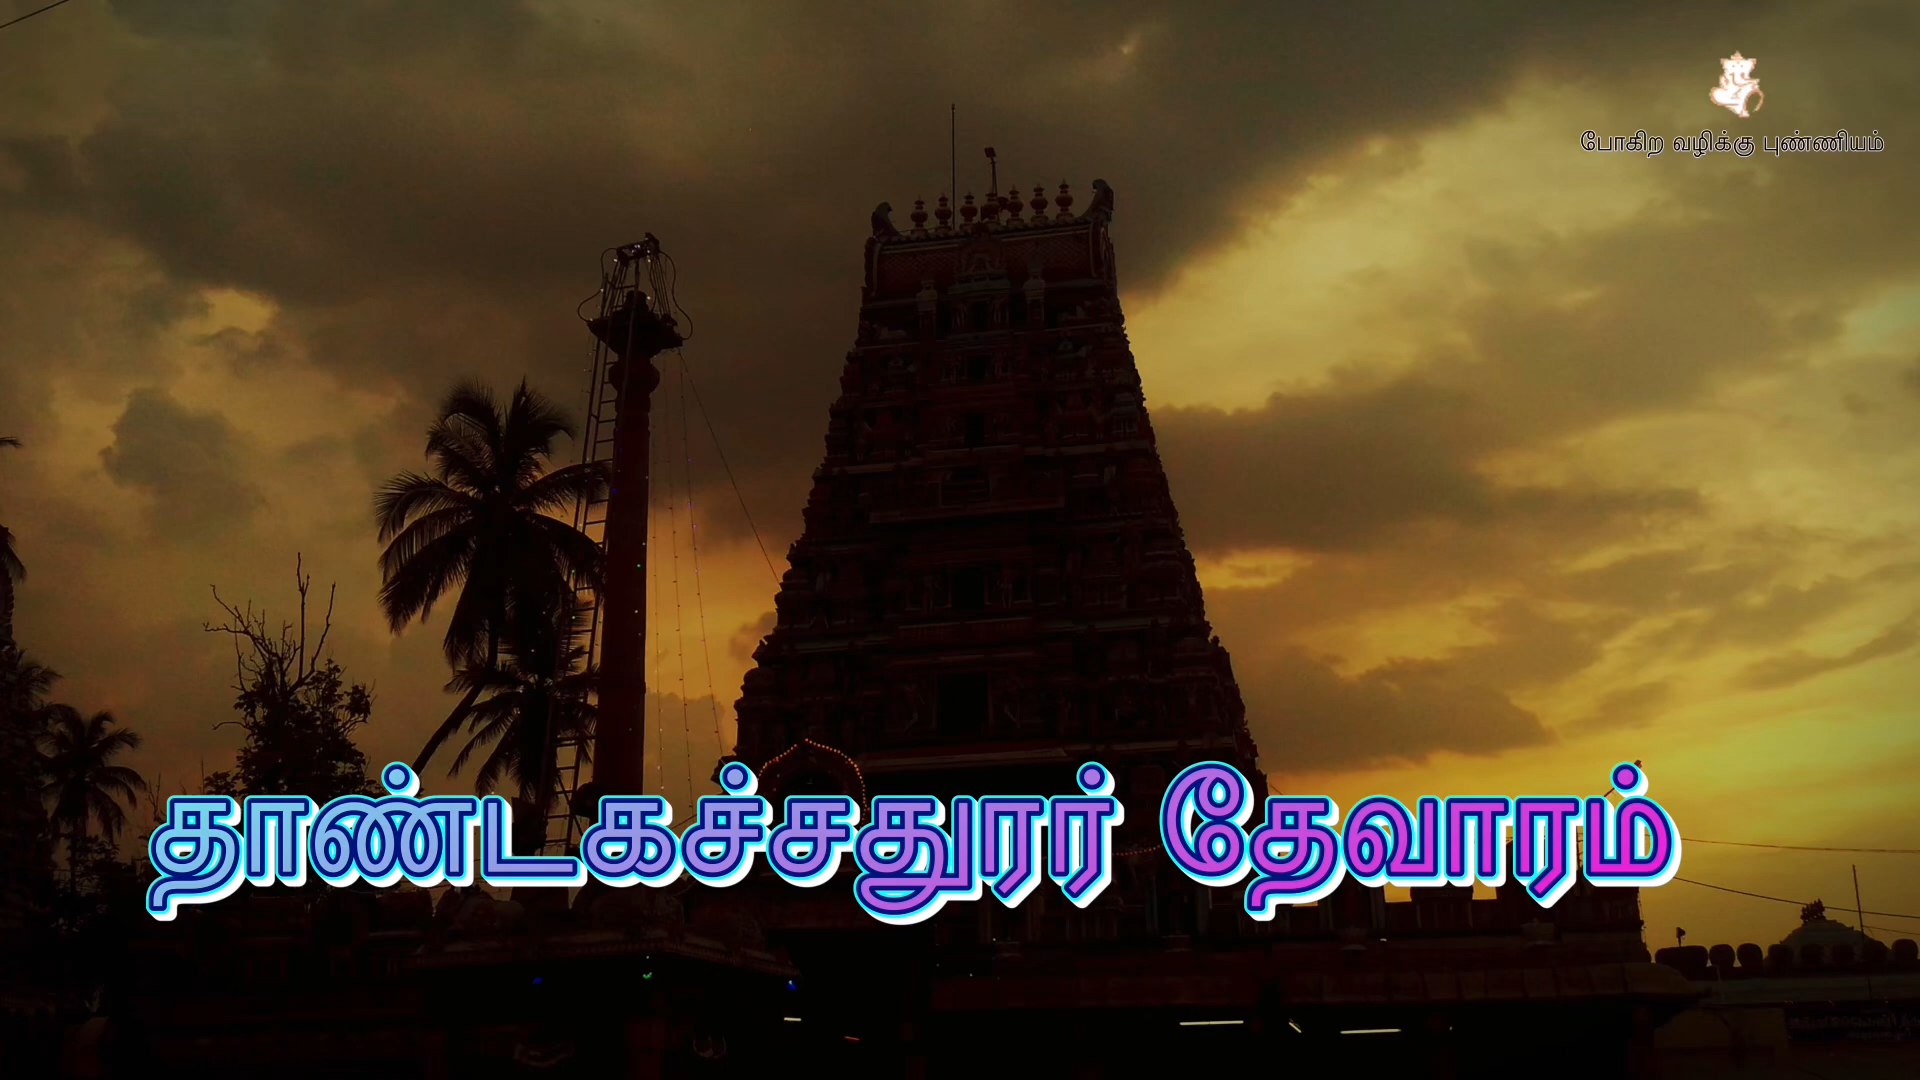 போகிற வழிக்கு புண்ணியம்
தாண்டகச்சதுரர் தேவாரம்